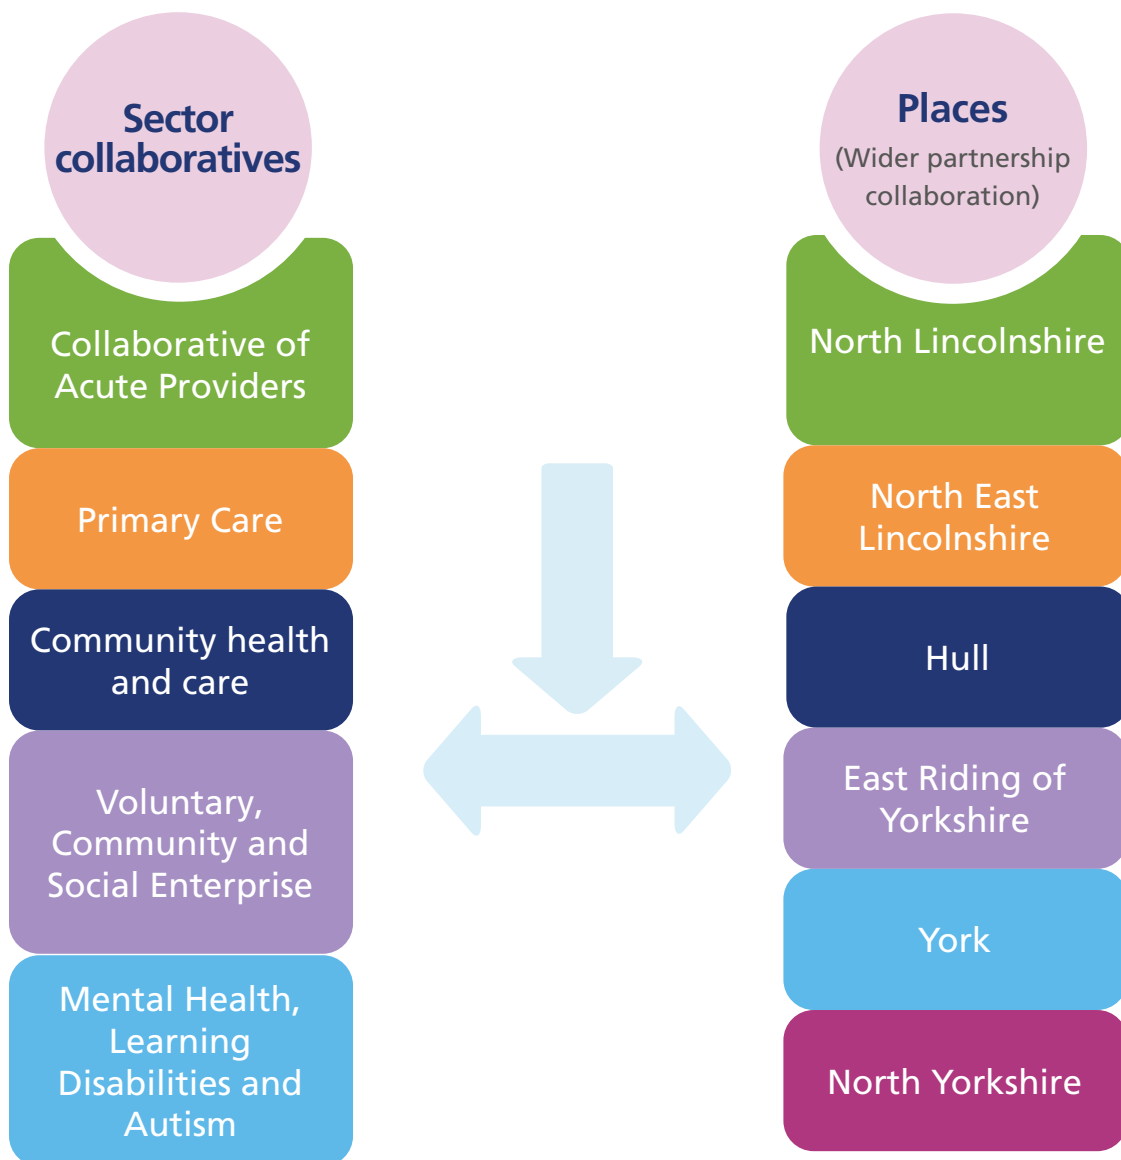 Sector
collaboratives
Collaborative of
Acute Providers
Primary Care
Community health
and care
Voluntary,
Community and
Social Enterprise
Mental Health,
Learning
Disabilities and
Autism
Places
(Wider partnership
collaboration)
North Lincolnshire
North East
Lincolnshire
Hull
East Riding of
Yorkshire
York
North Yorkshire